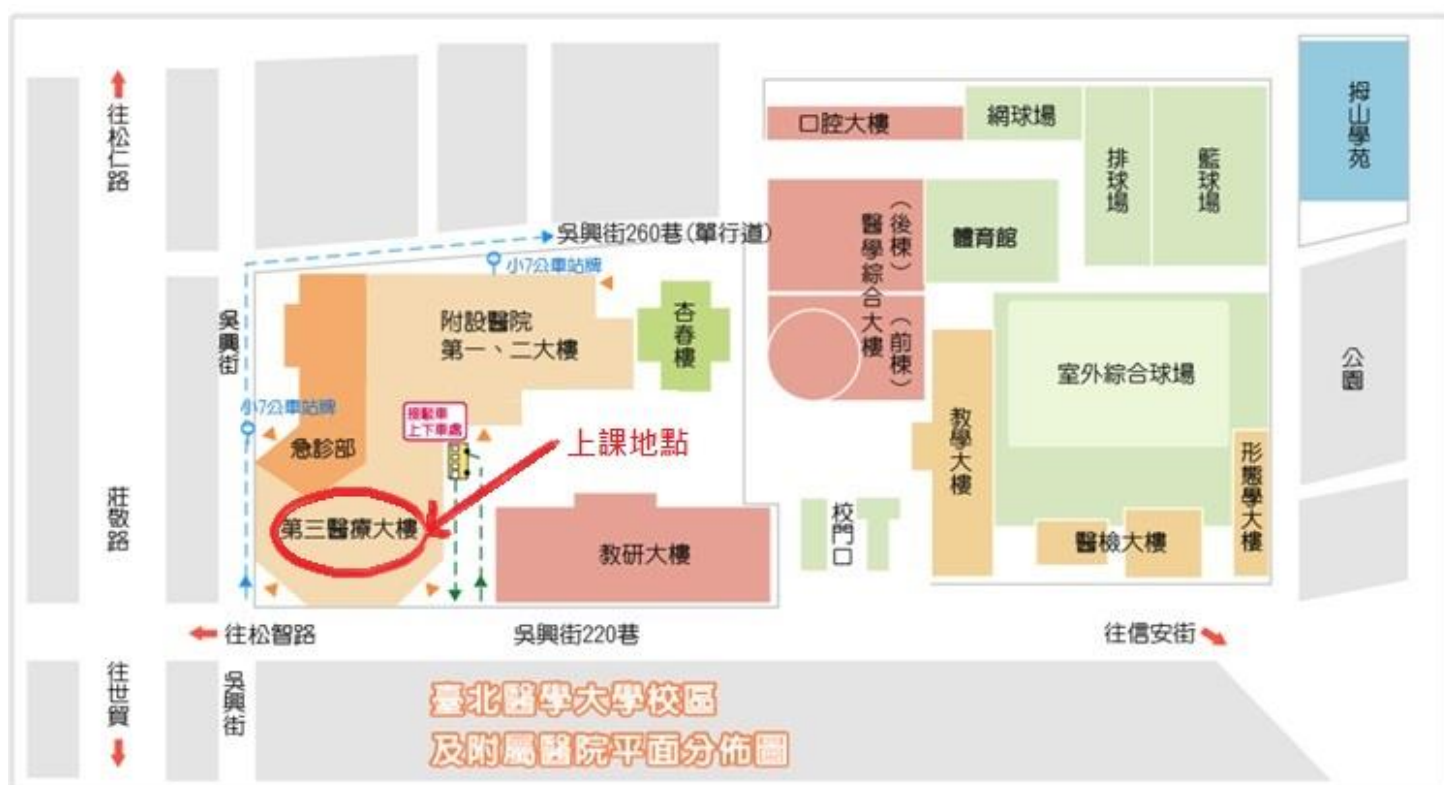 往松仁路
口腔大樓
網球場
排球場
籃球場
拇山學苑
吳興街260巷(單行道)
小7公車站牌
醫學綜合大樓
(後棟)
(前棟)
體育館
吳興街
附設醫院
第一、二大樓
杏春樓
室外綜合球場
公園
小7公車站牌
接駁車
上下車處
急診部
上課地點
教學大樓
形態學大樓
莊敬路
第三醫療大樓
教研大樓
校門口
醫檢大樓
往松智路
吳興街220巷
往信安街
往世貿
吳興街
臺北醫學大學校區
及附屬醫院平面分佈圖